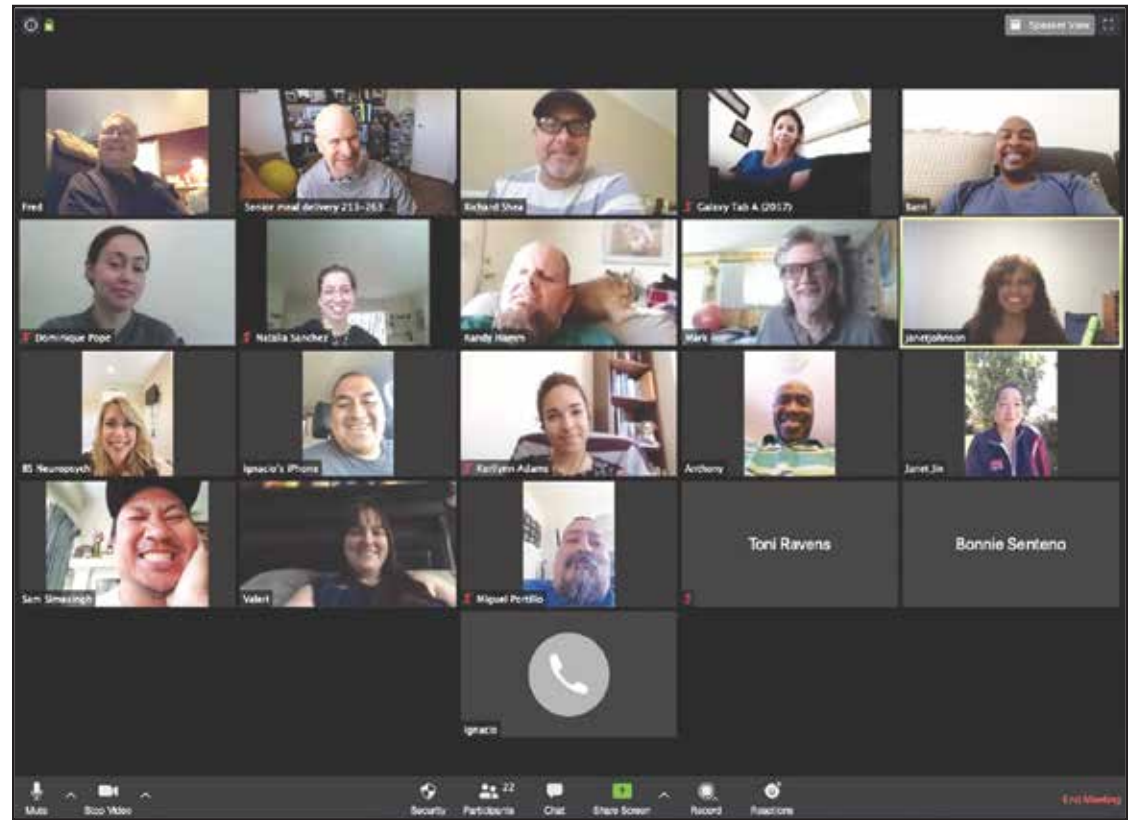 Speaker View
Fred
Senior meal delivery 213-263...
Richard Shea
Galaxy Tab A (2017)
Dominique Pope
Natalia Sanchez
Randy Hamm
Mark
janetjohnson
BS Neuropsych
Ignacio's iPhone
Kerilynn Adams
Anthony
Janet Jin
Sam Simasingh
Valeri
Miguel Portillo
Toni Ravens
Bonnie Senteno
Ignacio
Mute
Stop Video
Security
Participants
22
Chat
Share Screen
Record
Reactions
End Meeting